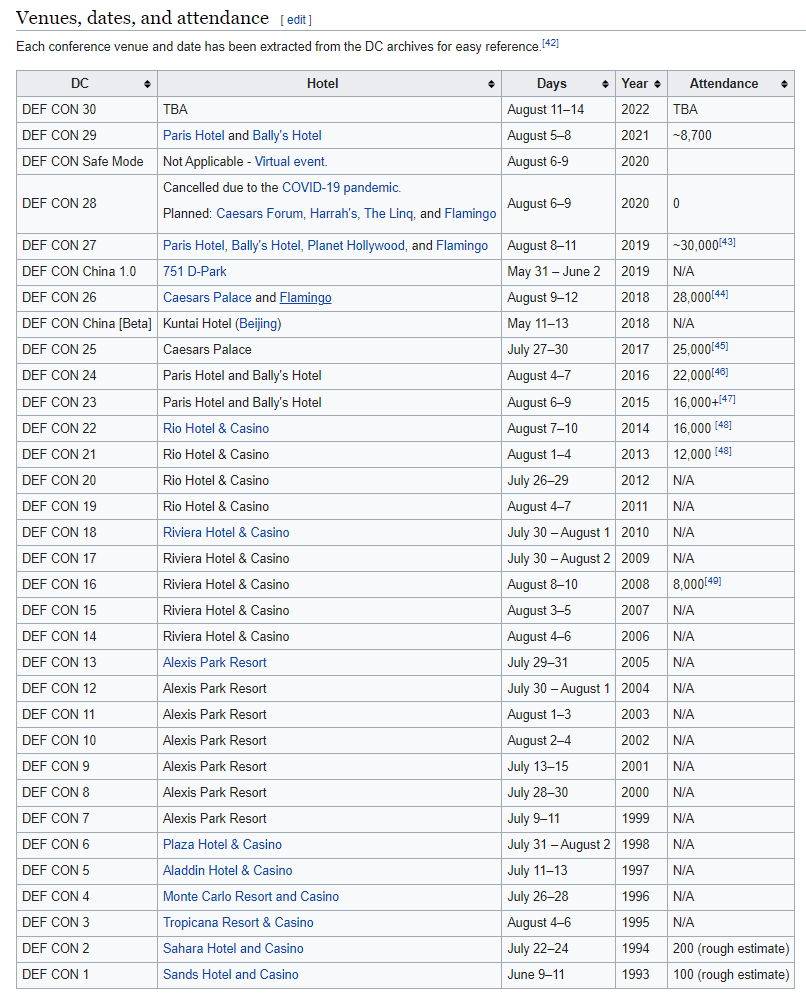 Venues, dates, and attendance [ edit ]
Each conference venue and date has been extracted from the DC archives for easy reference.[42]
DC Hotel Days Year Attendance
DEF CON 30 TBA August 11–14 2022 TBA
DEF CON 29 Paris Hotel and Bally's Hotel August 5–8 2021 ~8,700
DEF CON Safe Mode Not Applicable - Virtual event. August 6-9 2020
DEF CON 28 Cancelled due to the COVID-19 pandemic. August 6–9 2020 0
Planned: Caesars Forum, Harrah's, The Linq, and Flamingo
DEF CON 27 Paris Hotel, Bally's Hotel, Planet Hollywood, and Flamingo August 8–11 2019 ~30,000[43]
DEF CON China 1.0 751 D-Park May 31 – June 2 2019 N/A
DEF CON 26 Caesars Palace and Flamingo August 9–12 2018 28,000[44]
DEF CON China [Beta] Kuntai Hotel (Beijing) May 11–13 2018 N/A
DEF CON 25 Caesars Palace July 27–30 2017 25,000[45]
DEF CON 24 Paris Hotel and Bally's Hotel August 4–7 2016 22,000[46]
DEF CON 23 Paris Hotel and Bally's Hotel August 6–9 2015 16,000+[47]
DEF CON 22 Rio Hotel & Casino August 7–10 2014 16,000 [48]
DEF CON 21 Rio Hotel & Casino August 1–4 2013 12,000 [48]
DEF CON 20 Rio Hotel & Casino July 26–29 2012 N/A
DEF CON 19 Rio Hotel & Casino August 4–7 2011 N/A
DEF CON 18 Riviera Hotel & Casino July 30 – August 1 2010 N/A
DEF CON 17 Riviera Hotel & Casino July 30 – August 2 2009 N/A
DEF CON 16 Riviera Hotel & Casino August 8–10 2008 8,000[49]
DEF CON 15 Riviera Hotel & Casino August 3–5 2007 N/A
DEF CON 14 Riviera Hotel & Casino August 4–6 2006 N/A
DEF CON 13 Alexis Park Resort July 29–31 2005 N/A
DEF CON 12 Alexis Park Resort July 30 – August 1 2004 N/A
DEF CON 11 Alexis Park Resort August 1–3 2003 N/A
DEF CON 10 Alexis Park Resort August 2–4 2002 N/A
DEF CON 9 Alexis Park Resort July 13–15 2001 N/A
DEF CON 8 Alexis Park Resort July 28–30 2000 N/A
DEF CON 7 Alexis Park Resort July 9–11 1999 N/A
DEF CON 6 Plaza Hotel & Casino July 31 – August 2 1998 N/A
DEF CON 5 Aladdin Hotel & Casino July 11–13 1997 N/A
DEF CON 4 Monte Carlo Resort and Casino July 26–28 1996 N/A
DEF CON 3 Tropicana Resort & Casino August 4–6 1995 N/A
DEF CON 2 Sahara Hotel and Casino July 22–24 1994 200 (rough estimate)
DEF CON 1 Sands Hotel and Casino June 9–11 1993 100 (rough estimate)